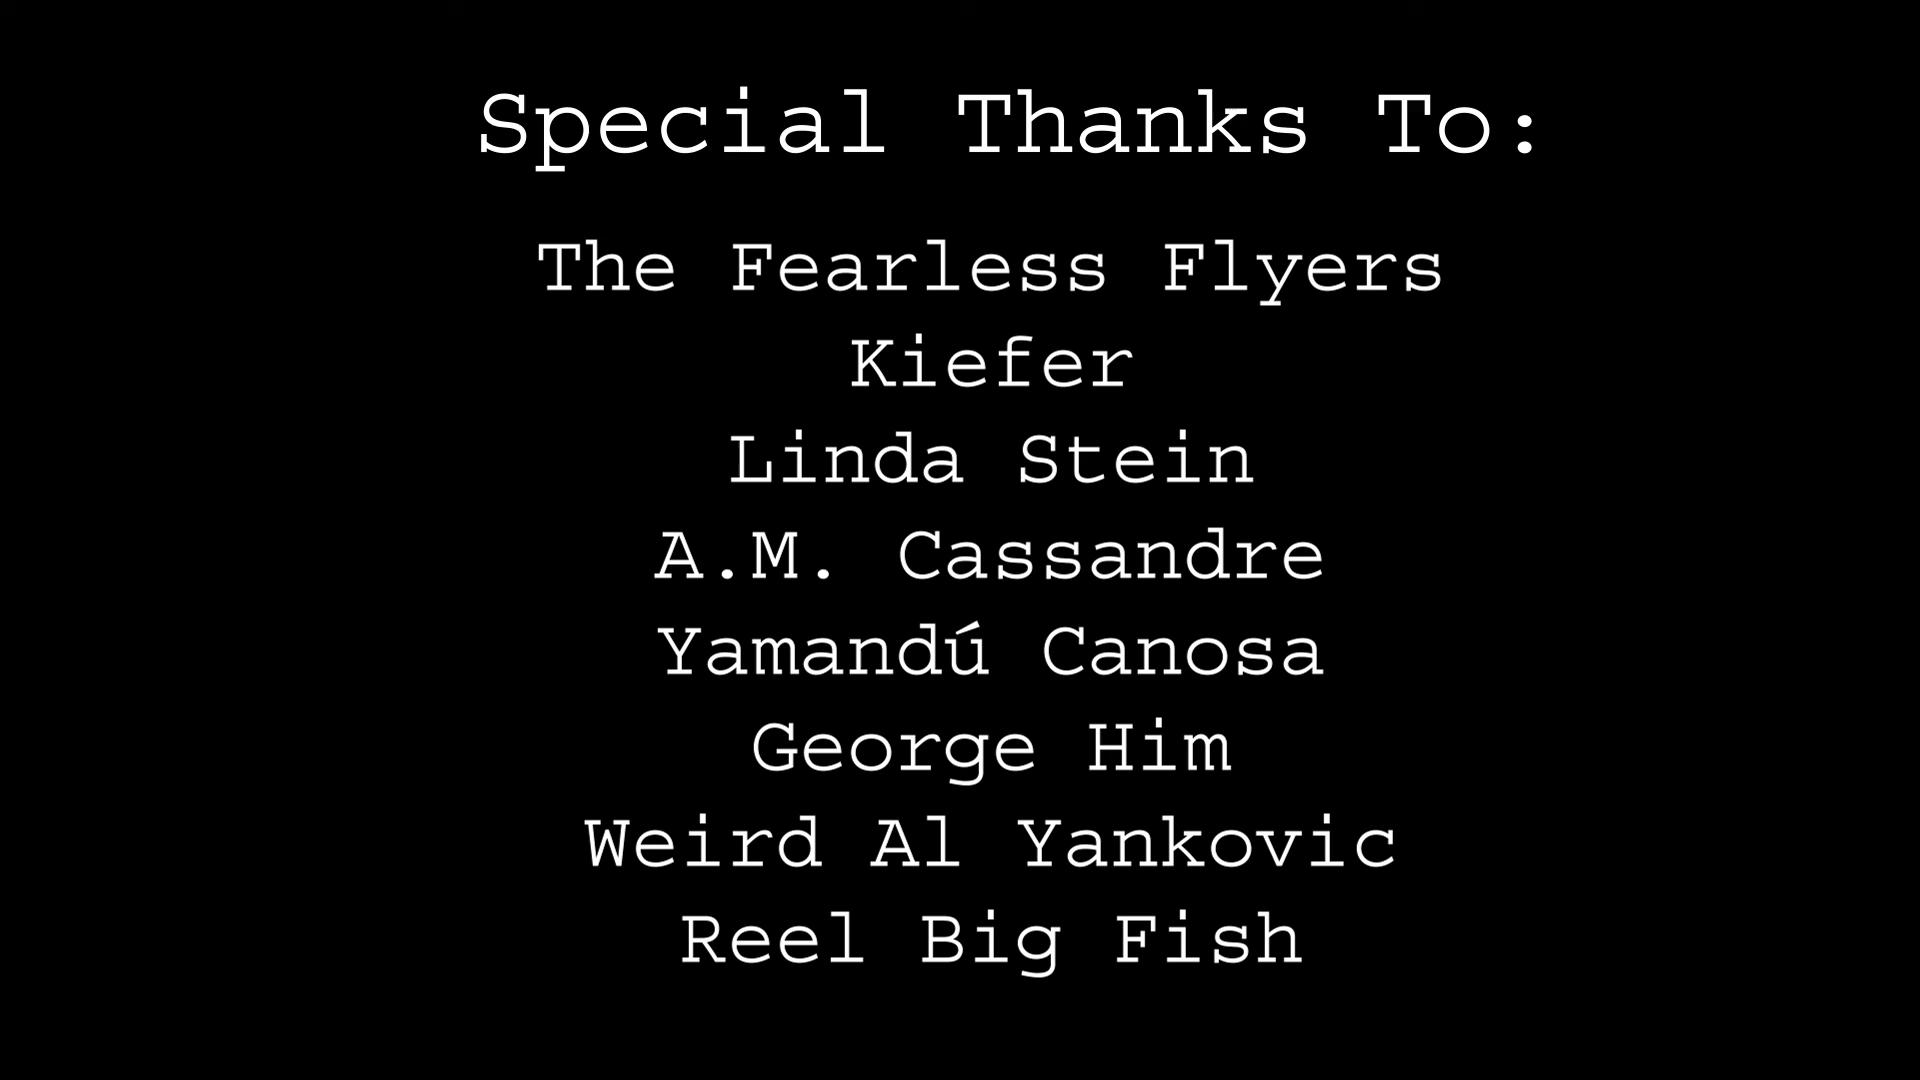 Special Thanks To:
The Fearless Flyers
Kiefer
Linda Stein
A.M. Cassandre
Yamandú Canosa
George Him
Weird Al Yankovic
Reel Big Fish